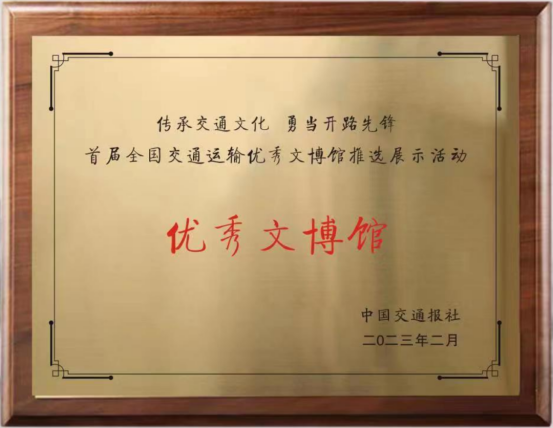 传承交通文化 勇当开路先锋
首届全国交通运输优秀文博馆推选展示活动
优秀文博馆
中国交通报社
二〇二三年二月